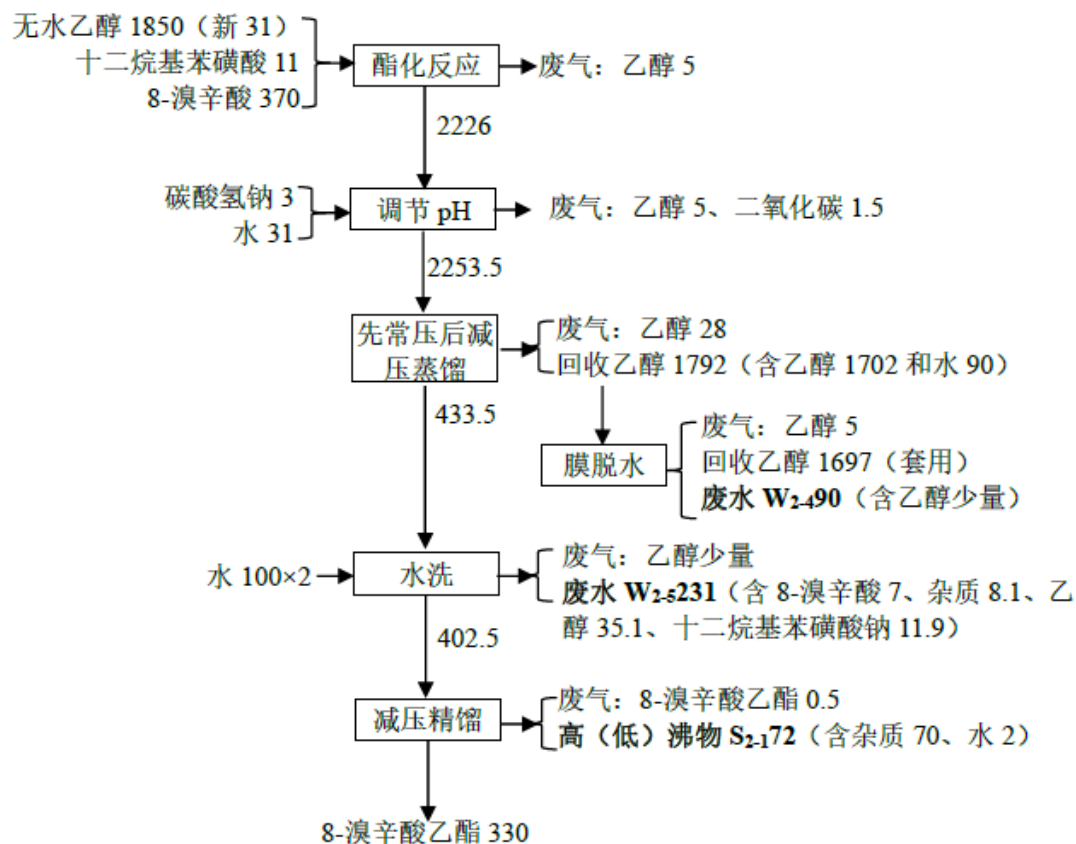 无水乙醇 1850（新 31）
十二烷基苯磺酸 11
8-溴辛酸 370
酯化反应
废气：乙醇 5
2226
碳酸氢钠 3
水 31
调节 pH
废气：乙醇 5、二氧化碳 1.5
2253.5
先常压后减
压蒸馏
废气：乙醇 28
回收乙醇 1792（含乙醇 1702 和水 90）
433.5
膜脱水
废气：乙醇 5
回收乙醇 1697（套用）
废水 W2-490（含乙醇少量）
水 100×2
水洗
废气：乙醇少量
废水 W2-5231（含 8-溴辛酸 7、杂质 8.1、乙
醇 35.1、十二烷基苯磺酸钠 11.9）
402.5
减压精馏
废气：8-溴辛酸乙酯 0.5
高（低）沸物 S2-172（含杂质 70、水 2）
8-溴辛酸乙酯 330